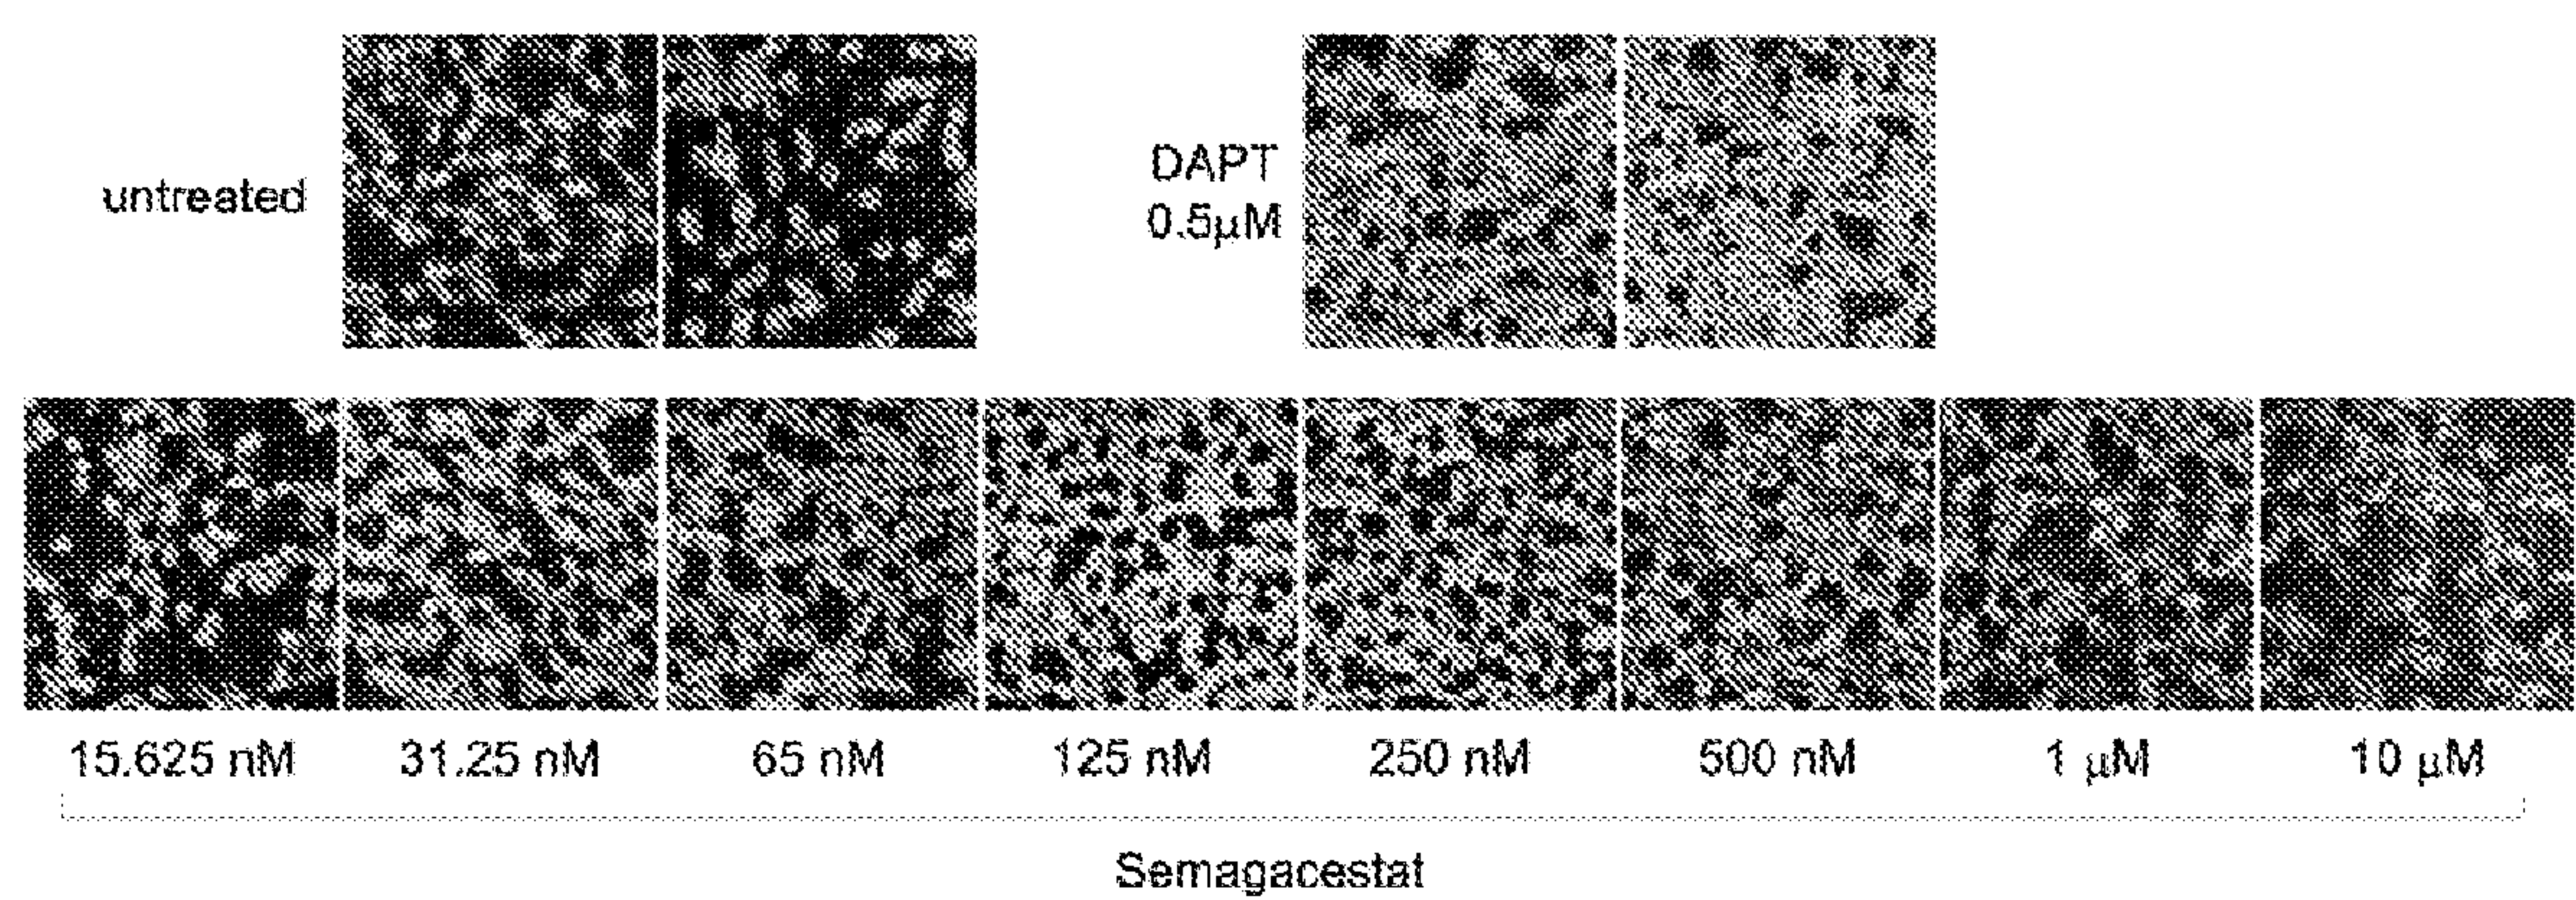 untreated
DAPT
0.5µM
15.625 nM
31.25 nM
65 nM
125 nM
250 nM
500 nM
1 µM
10 µM
Semagacestat